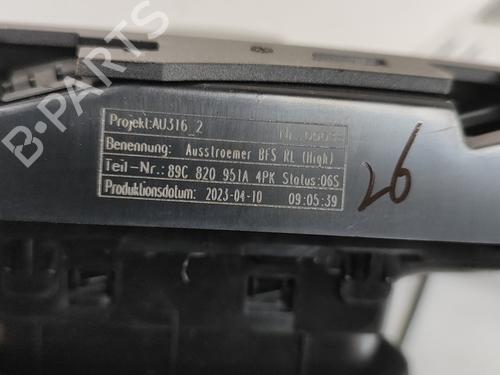 B-PARTS
Projekt:AU316_2
Benennung: Ausstroemer BFS RL (High)
Teil-Nr.: 89C 820 951A 4PK Status:06S
Produktionsdatum: 2023-04-10 09:05:39
26